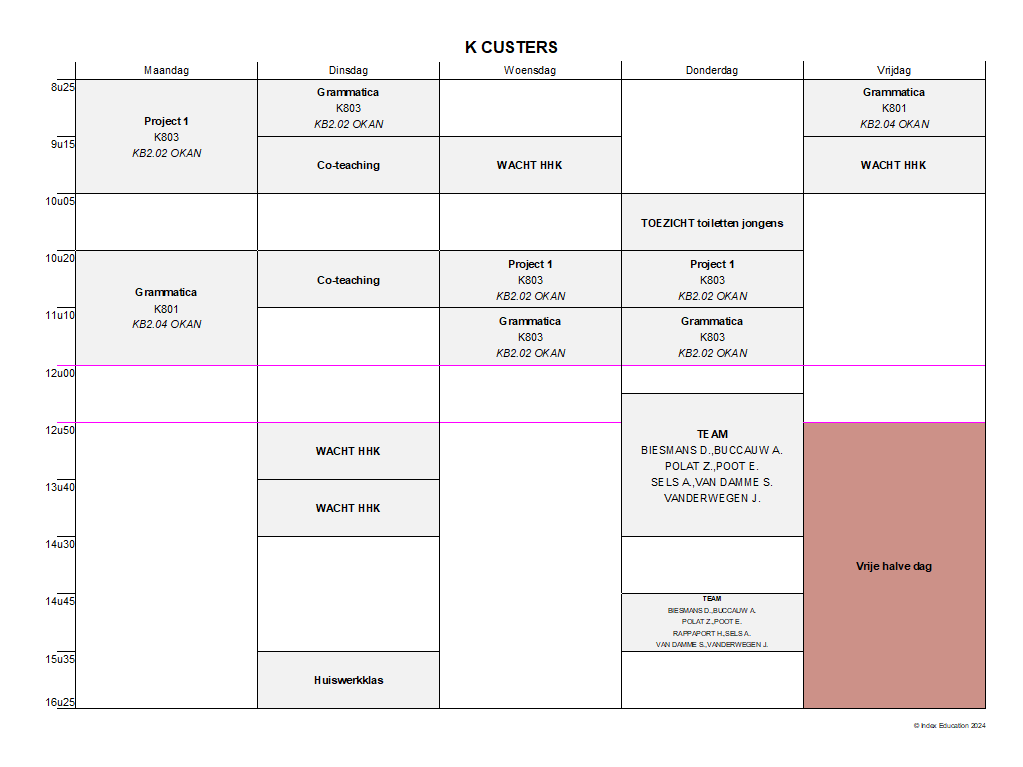 K CUSTERS
Maandag Dinsdag Woensdag Donderdag Vrijdag
8u25
Project 1
K803
KB2.02 OKAN
Grammatica
K803
KB2.02 OKAN
Grammatica
K801
KB2.04 OKAN
9u15
Co-teaching
WACHT HHK
WACHT HHK
10u05
TOEZICHT toiletten jongens
10u20
Grammatica
K801
KB2.04 OKAN
Co-teaching
Project 1
K803
KB2.02 OKAN
Project 1
K803
KB2.02 OKAN
11u10
Grammatica
K803
KB2.02 OKAN
Grammatica
K803
KB2.02 OKAN
12u00
TEAM
BIESMANS D.,BUCCAUW A.
POLAT Z.,POOT E.
SELS A.,VAN DAMME S.
VANDERWEGEN J.
12u50
WACHT HHK
Vrije halve dag
13u40
WACHT HHK
14u30
14u45
TEAM
BIESMANS D.,BUCCAUW A.
POLAT Z.,POOT E.
RAPPAPORT H.,SELS A.
VAN DAMME S.,VANDERWEGEN J.
15u35
Huiswerkklas
16u25
© Index Education 2024